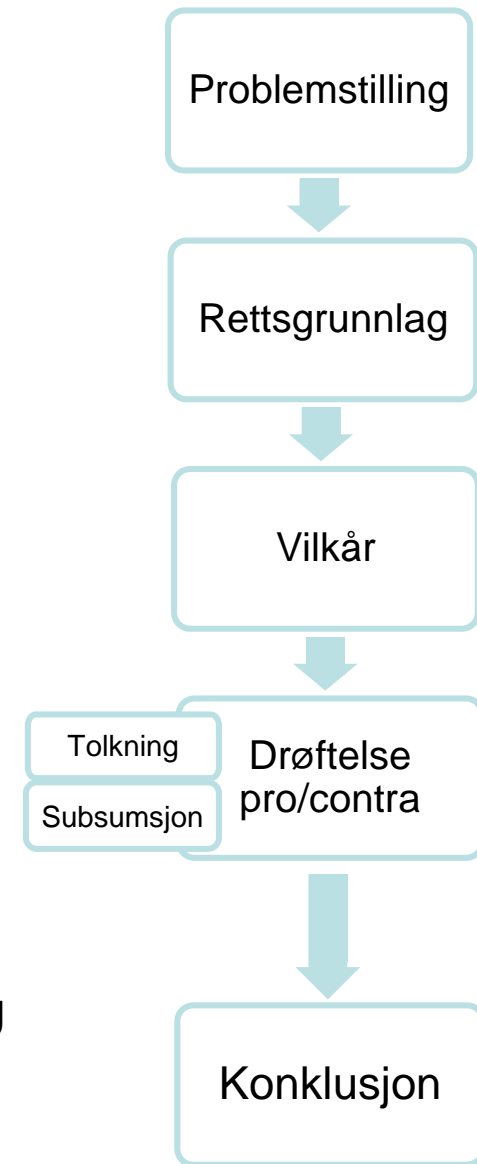 Problemstilling
Rettsgrunnlag
Vilkår
Tolkning
Subsumsjon
Drøftelse
pro/contra
Konklusjon